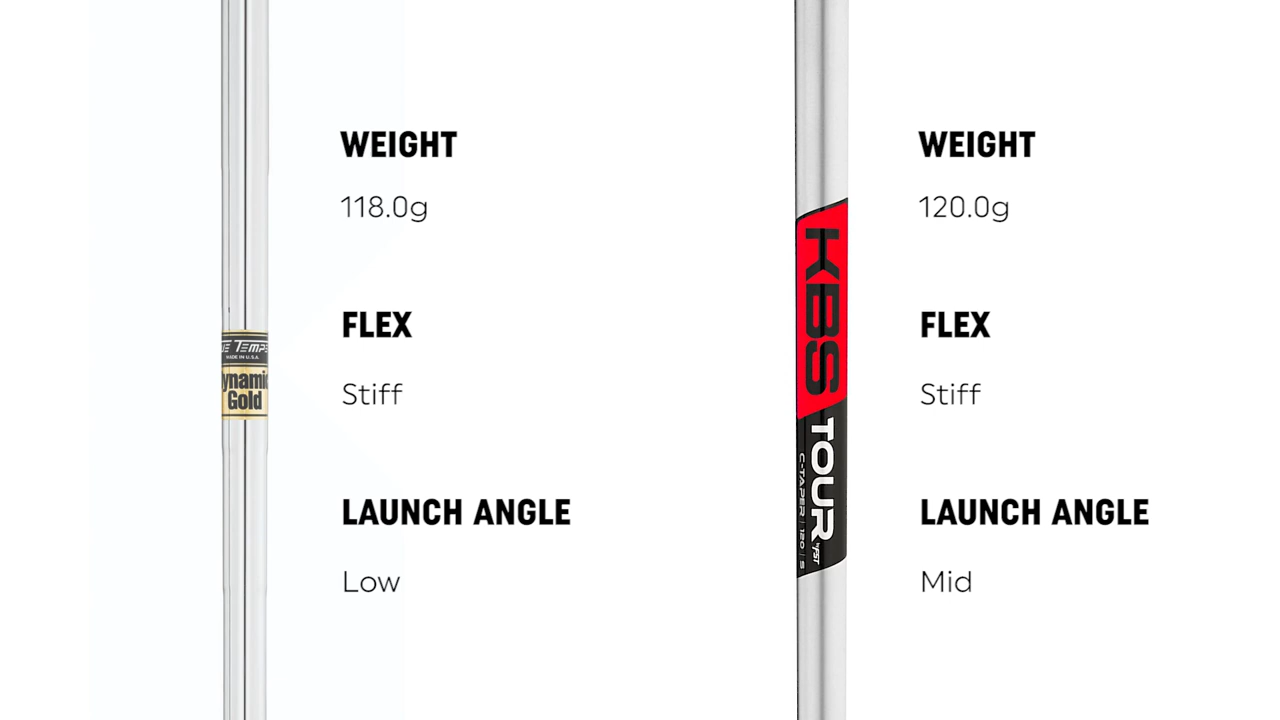 WEIGHT
118.0g
FLEX
Stiff
LAUNCH ANGLE
Low
MADE IN U.S.A.
Gold
WEIGHT
120.0g
FLEX
Stiff
LAUNCH ANGLE
Mid
KBS
TOUR
C-TAPER | 120 | S